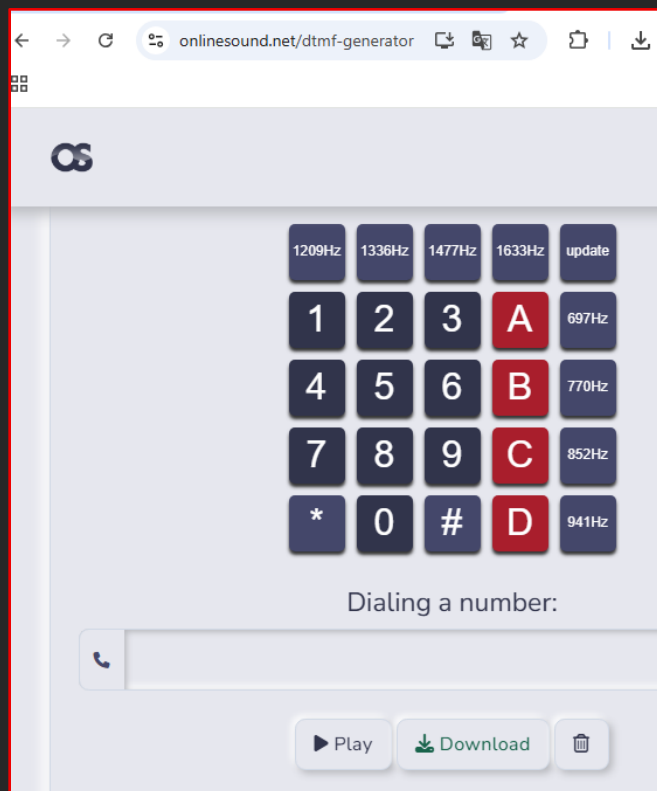 onlinesound.net/dtmf-generator
OS
1209Hz 1336Hz 1477Hz 1633Hz update
1 2 3 A 697Hz
4 5 6 B 770Hz
7 8 9 C 852Hz
* 0 # D 941Hz
Dialing a number:
Play Download